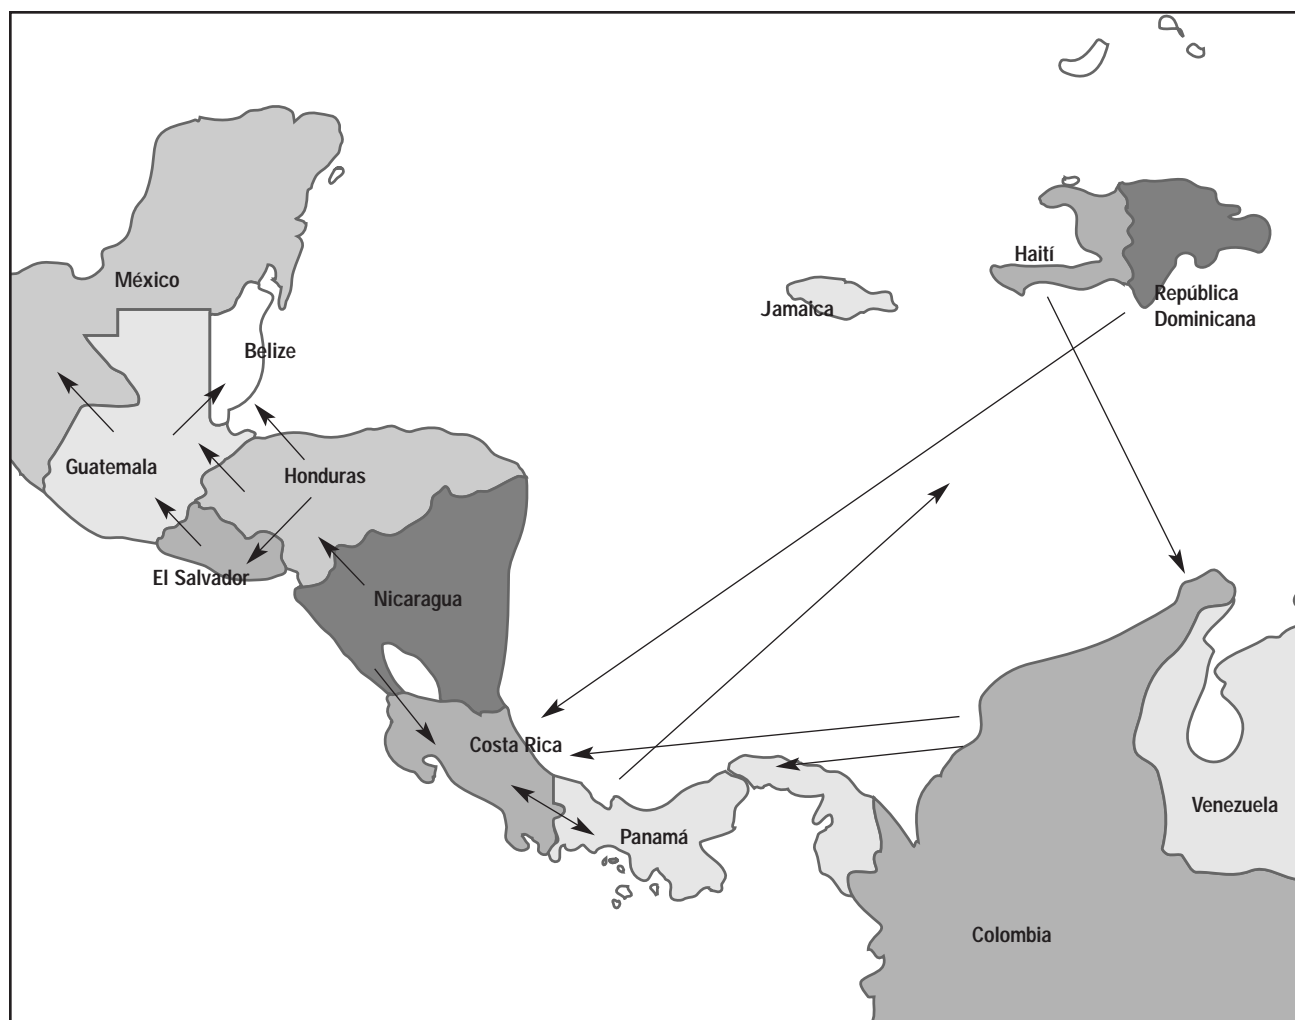 Haití
México
República
Dominicana
Jamaica
Belize
Guatemala
Honduras
El Salvador
Nicaragua
Costa Rica
Venezuela
Panamá
Colombia